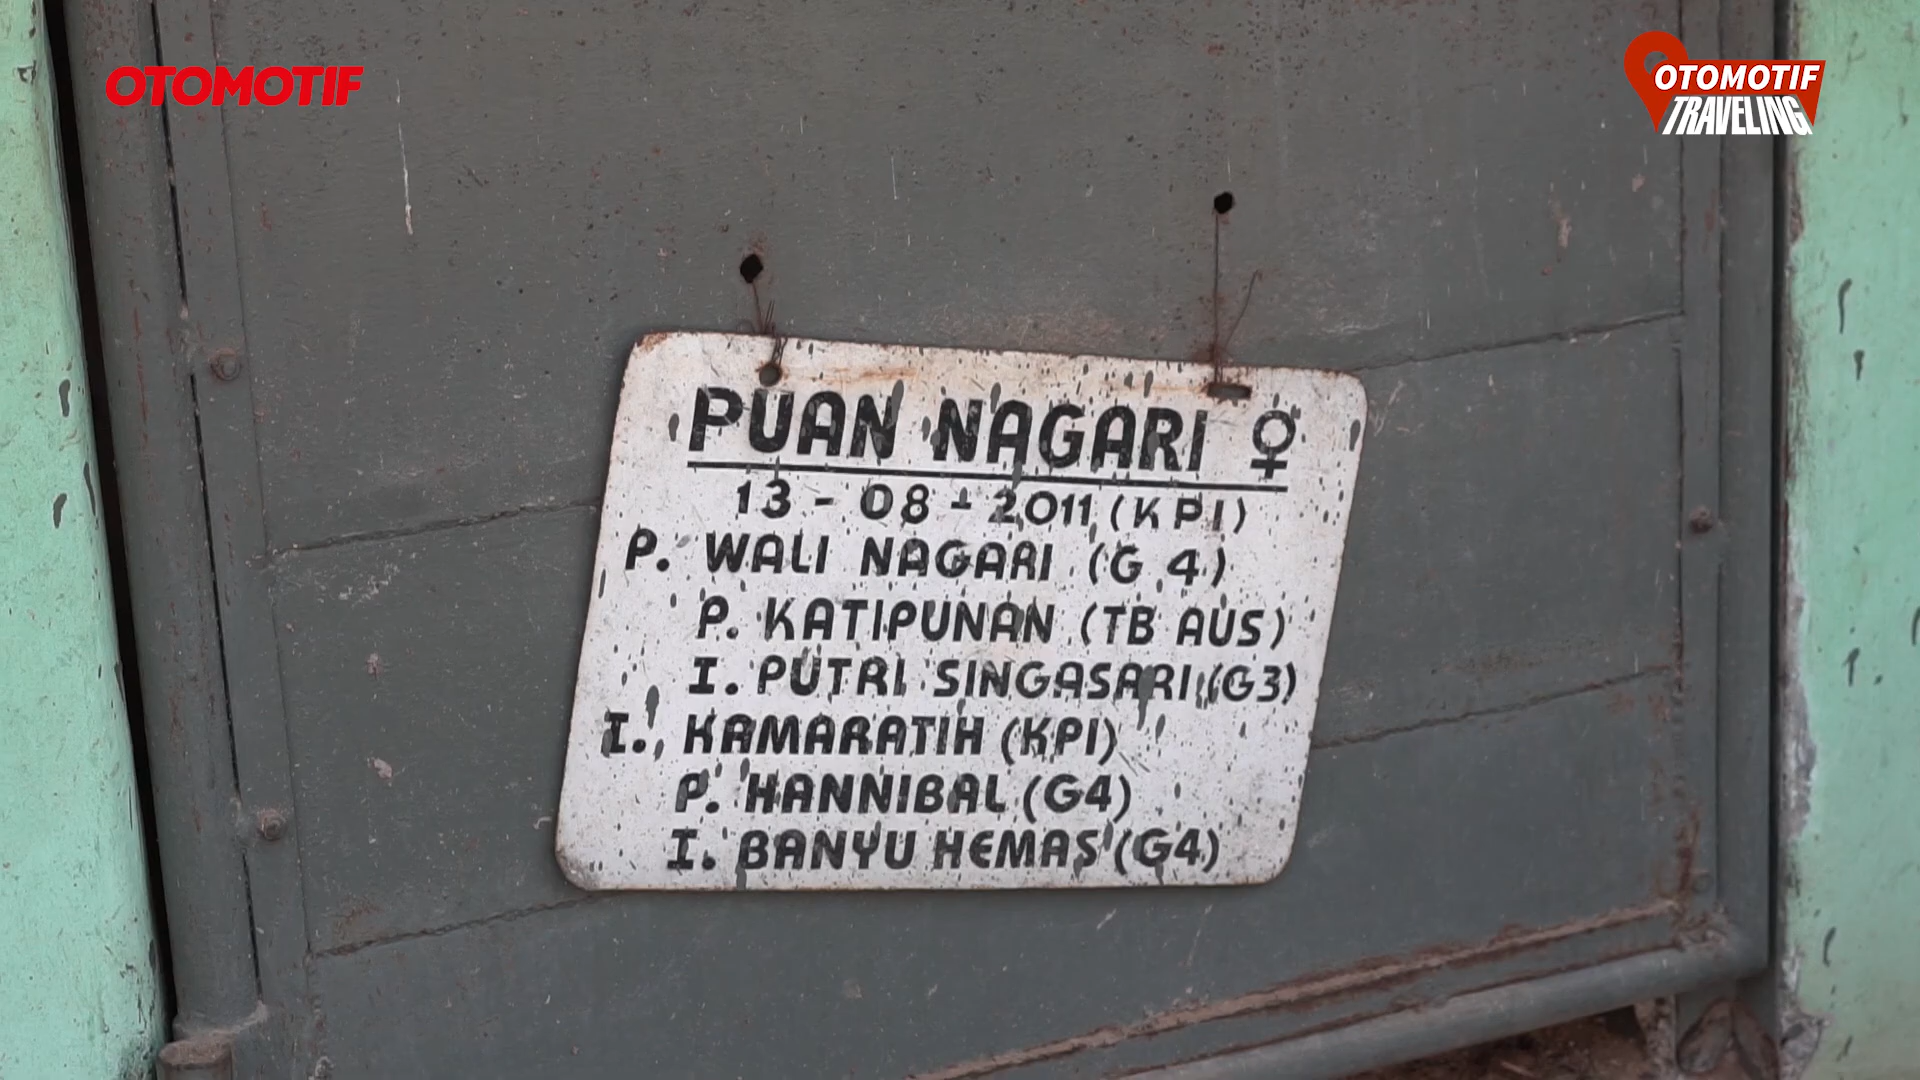 OTOMOTIF
OTOMOTIF
TRAVELING
PUAN NAGARI ♀
13 - 08 - 2011 (KPI)
P. WALI NAGARI (G 4)
P. KATIPUNAN (TB AUS)
I. PUTRI SINGASARI (G3)
I. KAMARATIH (KPI)
P. HANNIBAL (G4)
I. BANYU HEMAS (G4)